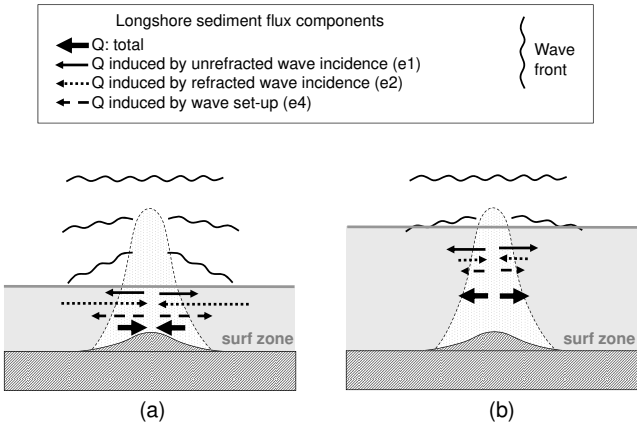 Longshore sediment flux components
Q: total
Q induced by unrefracted wave incidence (e1)
Q induced by refracted wave incidence (e2)
Q induced by wave set-up (e4)
Wave
front
surf zone
surf zone
(a)
(b)